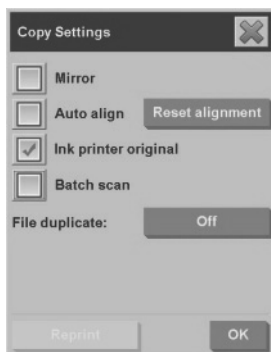 Copy Settings
Mirror
Auto align Reset alignment
Ink printer original
Batch scan
File duplicate: Off
Reprint OK